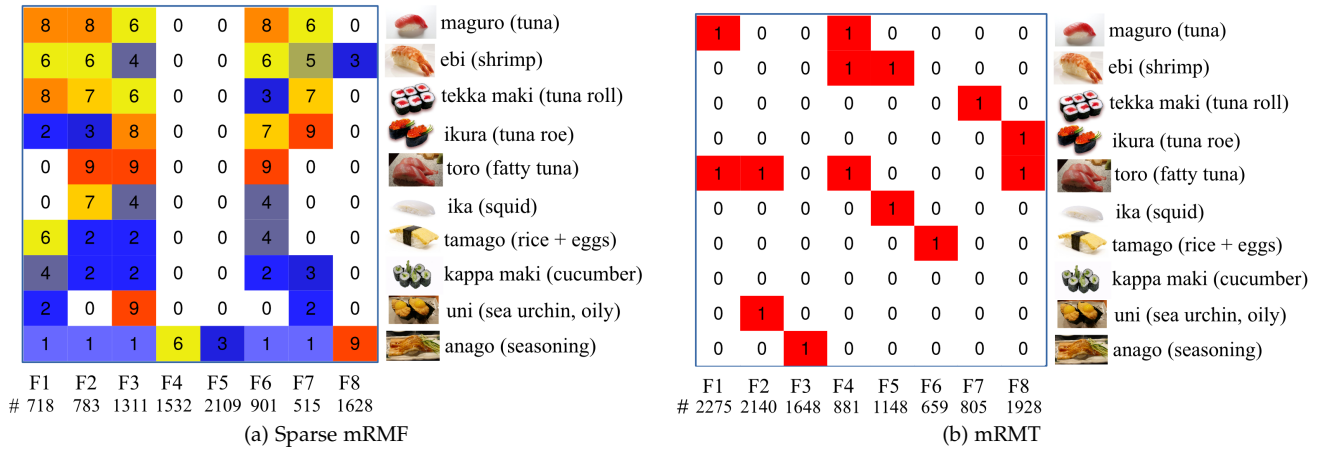 8 8 6 0 0 8 6 0 maguro (tuna)
6 6 4 0 0 6 5 3 ebi (shrimp)
8 7 6 0 0 3 7 0 tekka maki (tuna roll)
2 3 8 0 0 7 9 0 ikura (tuna roe)
0 9 9 0 0 9 0 0 toro (fatty tuna)
0 7 4 0 0 4 0 0 ika (squid)
6 2 2 0 0 4 0 0 tamago (rice + eggs)
4 2 2 0 0 2 3 0 kappa maki (cucumber)
2 0 9 0 0 0 2 0 uni (sea urchin, oily)
1 1 1 6 3 1 1 9 anago (seasoning)
F1 F2 F3 F4 F5 F6 F7 F8
# 718 783 1311 1532 2109 901 515 1628
(a) Sparse mRMF
1 0 0 1 0 0 0 0 maguro (tuna)
0 0 0 1 1 0 0 0 ebi (shrimp)
0 0 0 0 0 0 1 0 tekka maki (tuna roll)
0 0 0 0 0 0 0 1 ikura (tuna roe)
1 1 0 1 0 0 0 1 toro (fatty tuna)
0 0 0 0 1 0 0 0 ika (squid)
0 0 0 0 0 1 0 0 tamago (rice + eggs)
0 0 0 0 0 0 0 0 kappa maki (cucumber)
0 1 0 0 0 0 0 0 uni (sea urchin, oily)
0 0 1 0 0 0 0 0 anago (seasoning)
F1 F2 F3 F4 F5 F6 F7 F8
# 2275 2140 1648 881 1148 659 805 1928
(b) mRMT